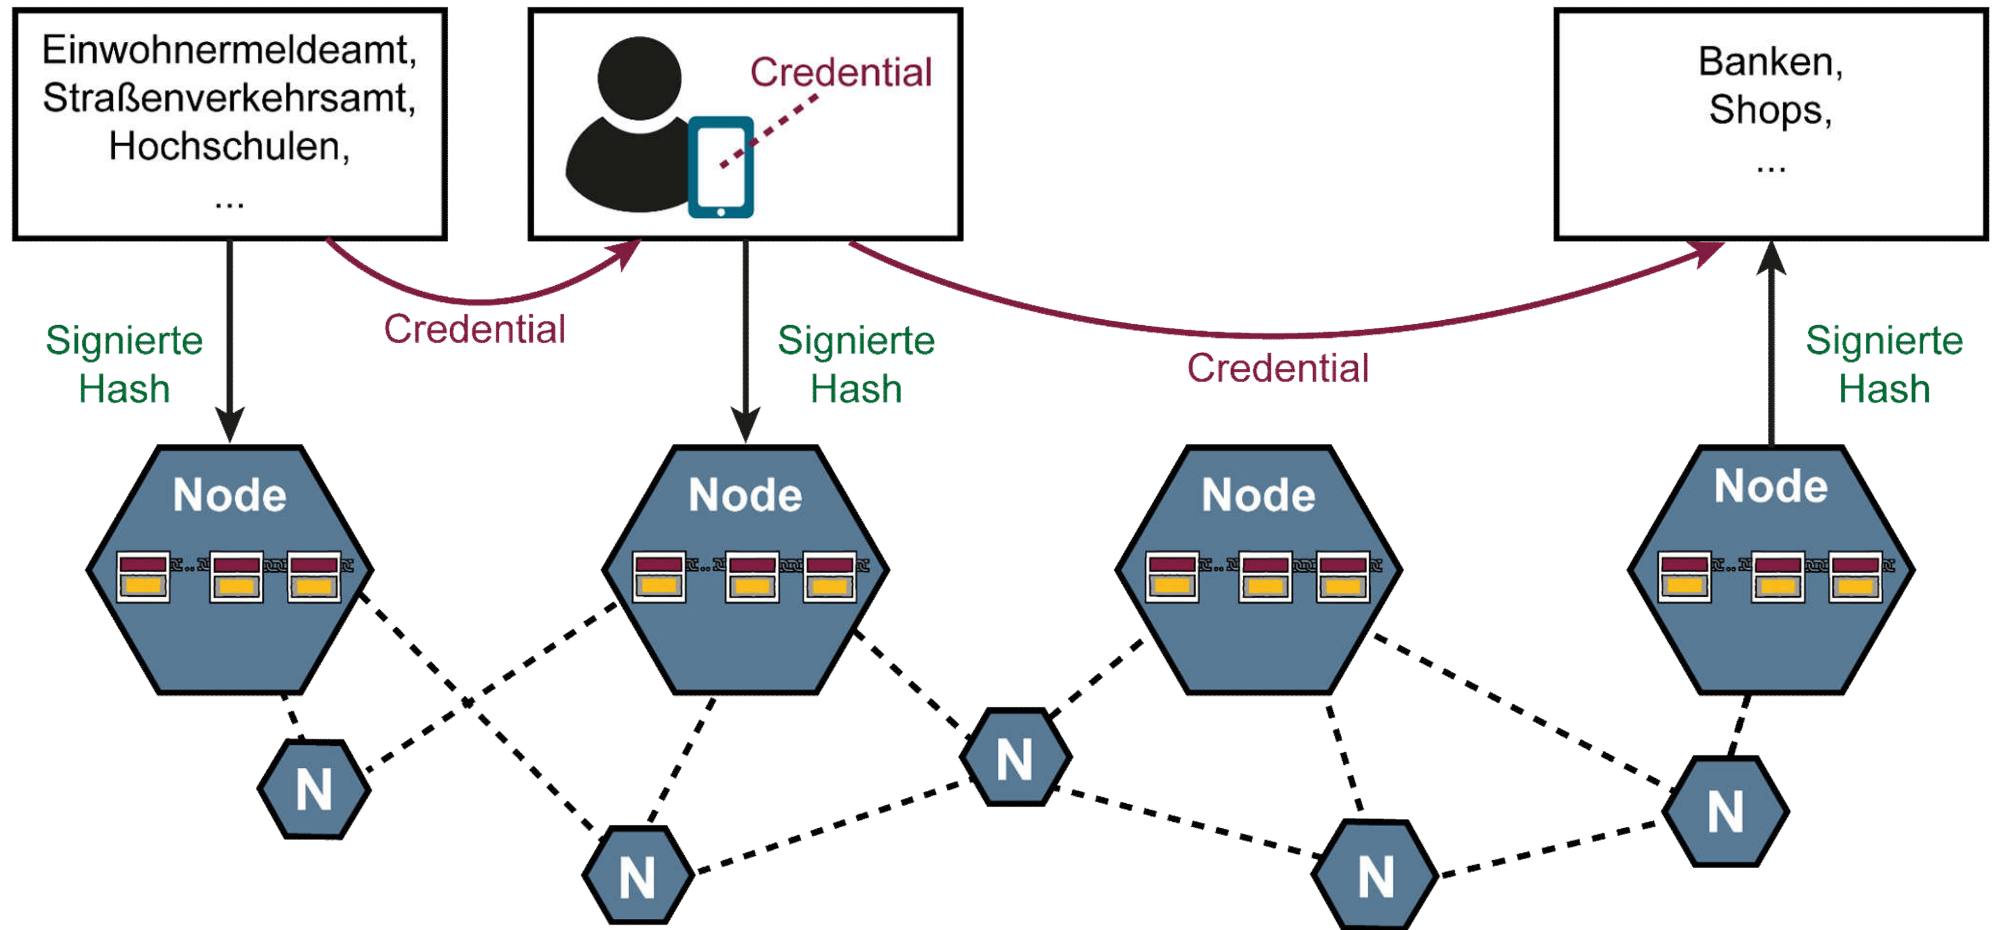 Einwohnermeldeamt,
Straßenverkehrsamt,
Hochschulen,
...
Credential
Banken,
Shops,
...
Signierte
Hash
Credential
Signierte
Hash
Credential
Signierte
Hash
Node
Node
Node
Node
N
N
N
N
N